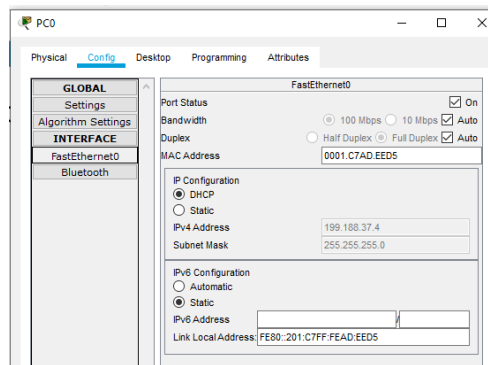 PC0
Physical Config Desktop Programming Attributes
GLOBAL
Settings
Algorithm Settings
INTERFACE
FastEthernet0
Bluetooth
FastEthernet0
Port Status On
Bandwidth 100 Mbps 10 Mbps Auto
Duplex Half Duplex Full Duplex Auto
MAC Address 0001.C7AD.EED5
IP Configuration
DHCP
Static
IPv4 Address 199.188.37.4
Subnet Mask 255.255.255.0
IPv6 Configuration
Automatic
Static
IPv6 Address /
Link Local Address: FE80::201:C7FF:FEAD:EED5